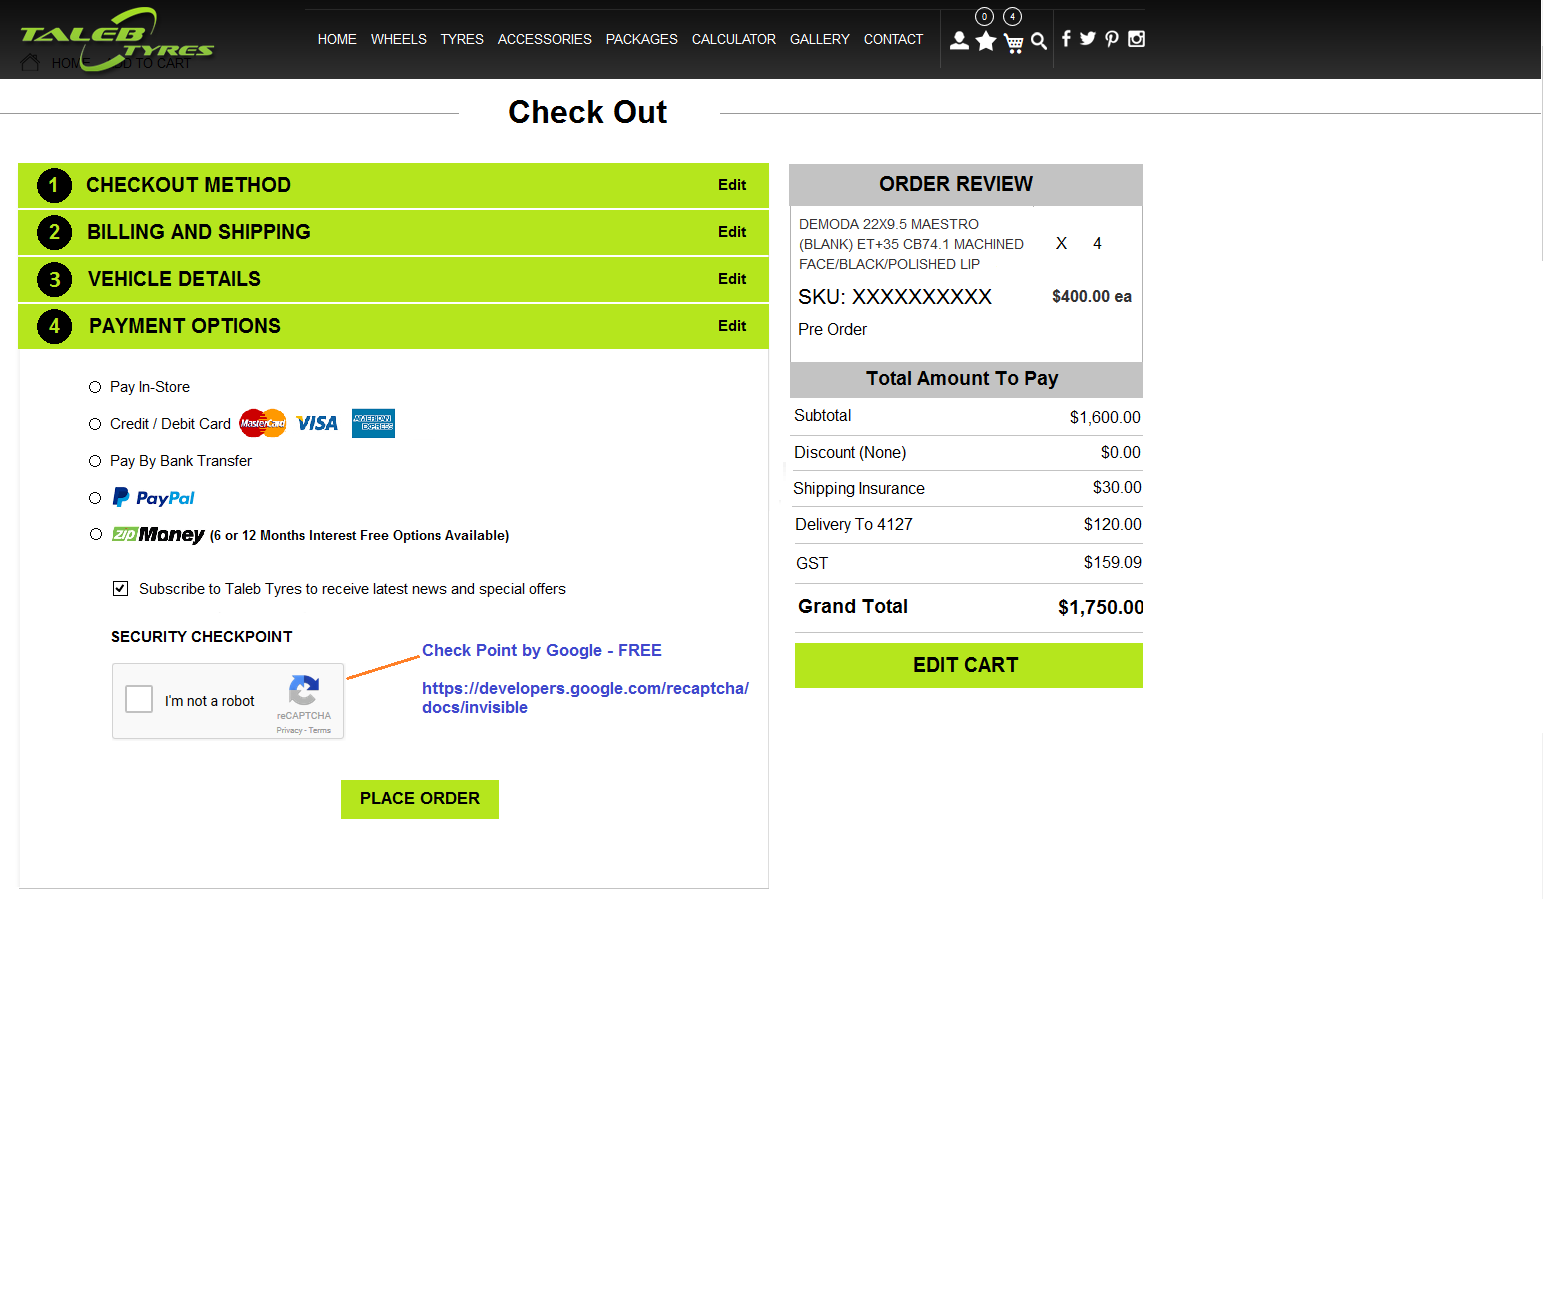 TALEB
TYRES
HOME
D TO CART
HOME WHEELS TYRES ACCESSORIES PACKAGES CALCULATOR GALLERY CONTACT
0 4
Check Out
1 CHECKOUT METHOD Edit
2 BILLING AND SHIPPING Edit
3 VEHICLE DETAILS Edit
4 PAYMENT OPTIONS Edit
Pay In-Store
Credit / Debit Card MasterCard VISA AMERICAN EXPRESS
Pay By Bank Transfer
PayPal
zipMoney (6 or 12 Months Interest Free Options Available)
Subscribe to Taleb Tyres to receive latest news and special offers
SECURITY CHECKPOINT
I'm not a robot
reCAPTCHA
Privacy - Terms
Check Point by Google - FREE
https://developers.google.com/recaptcha/
docs/invisible
PLACE ORDER
ORDER REVIEW
DEMODA 22X9.5 MAESTRO
(BLANK) ET+35 CB74.1 MACHINED
FACE/BLACK/POLISHED LIP
X 4
SKU: XXXXXXXXXX $400.00 ea
Pre Order
Total Amount To Pay
Subtotal $1,600.00
Discount (None) $0.00
Shipping Insurance $30.00
Delivery To 4127 $120.00
GST $159.09
Grand Total $1,750.00
EDIT CART